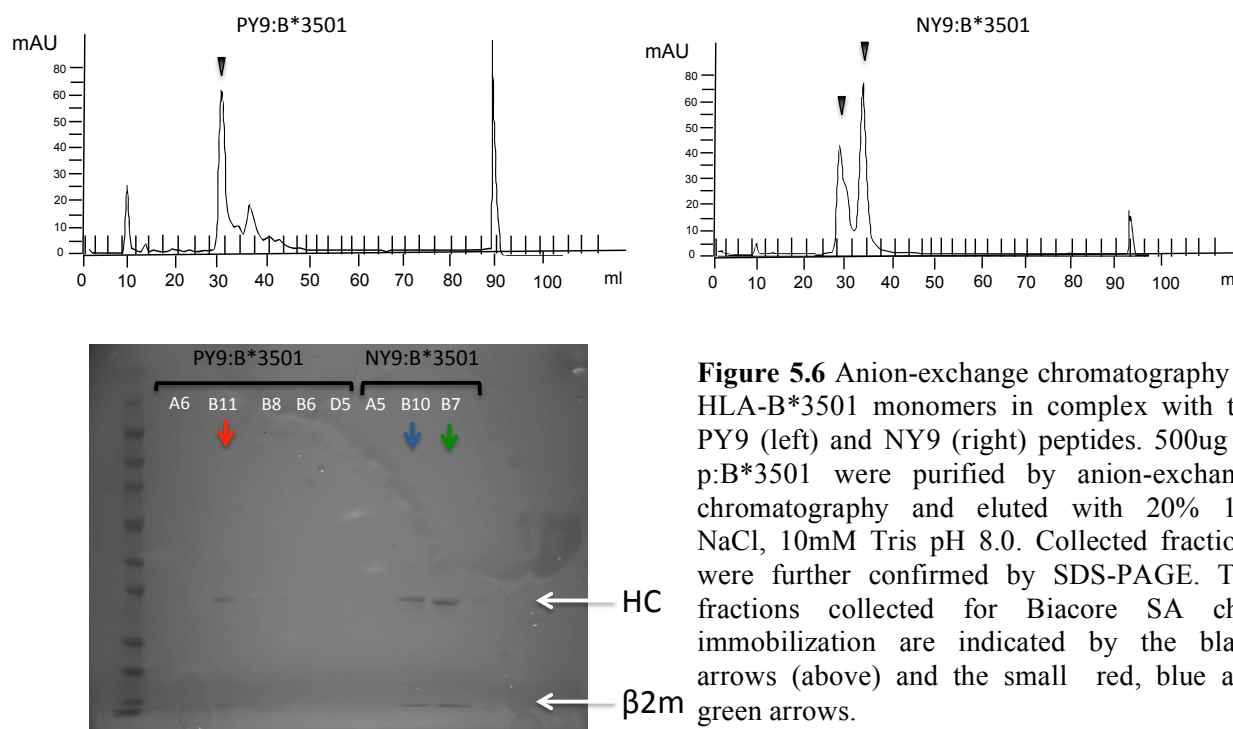 PY9:B*3501
mAU
80
60
50
40
30
20
10
0
0 10 20 30 40 50 60 70 80 90 100 ml
NY9:B*3501
mAU
80
60
50
40
30
20
10
0
0 10 20 30 40 50 60 70 80 90 100
PY9:B*3501 NY9:B*3501
A6 B11 B8 B6 D5 A5 B10 B7
HC
β2m
Figure 5.6 Anion-exchange chromatography
HLA-B*3501 monomers in complex with
PY9 (left) and NY9 (right) peptides. 500ug
p:B*3501 were purified by
chromatography and eluted with 20%
NaCl, 10mM Tris pH 8.0. Collected
were further confirmed by SDS-PAGE.
fractions collected for Biacore SA
immobilization are indicated by the
arrows (above) and the small red, blue
green arrows.